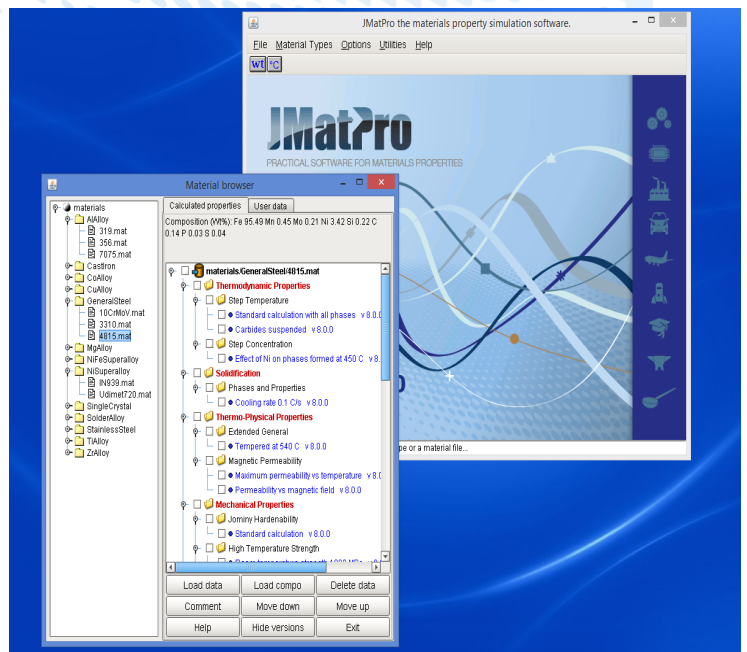 JMatPro the materials property simulation software.
File Material Types Options Utilities Help
wt °C
JMatPro
PRACTICAL SOFTWARE FOR MATERIALS PROPERTIES
pe or a material file...
Material browser
materials
AlAlloy
319.mat
356.mat
7075.mat
CastIron
CoAlloy
CuAlloy
GeneralSteel
10CrMoV.mat
3310.mat
4815.mat
MgAlloy
NiFeSuperalloy
NiSuperalloy
IN939.mat
Udimet720.mat
SingleCrystal
SolderAlloy
StainlessSteel
TiAlloy
ZrAlloy
Calculated properties User data
Composition (Wt%): Fe 95.49 Mn 0.45 Mo 0.21 Ni 3.42 Si 0.22 C
0.14 P 0.03 S 0.04
materials/GeneralSteel/4815.mat
Thermodynamic Properties
Step Temperature
Standard calculation with all phases v 8.0.0
Carbides suspended v 8.0.0
Step Concentration
Effect of Ni on phases formed at 450 C v 8.
Solidification
Phases and Properties
Cooling rate 0.1 C/s v 8.0.0
Thermo-Physical Properties
Extended General
Tempered at 540 C v 8.0.0
Magnetic Permeability
Maximum permeability vs temperature v 8.0
Permeability vs magnetic field v 8.0.0
Mechanical Properties
Jominy Hardenability
Standard calculation v 8.0.0
High Temperature Strength
Load data Load compo Delete data
Comment Move down Move up
Help Hide versions Exit